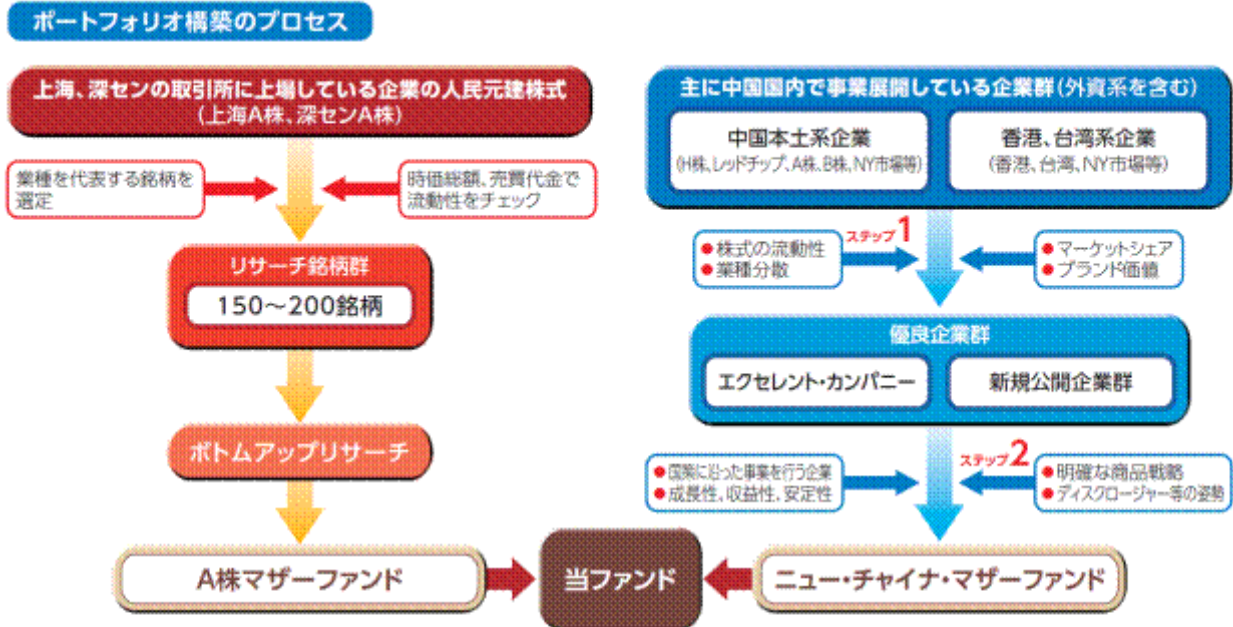 ポートフォリオ構築のプロセス
上海、深センの取引所に上場している企業の人民元建株式
(上海A株、深センA株)
業種を代表する銘柄を
選定
時価総額、売買代金で
流動性をチェック
リサーチ銘柄群
150〜200銘柄
ボトムアップリサーチ
A株マザーファンド
主に中国国内で事業展開している企業群(外資系を含む)
中国本土系企業
(H株、レッドチップ、A株、B株、NY市場等)
香港、台湾系企業
(香港、台湾、NY市場等)
ステップ1
●株式の流動性
●業種分散
●マーケットシェア
●ブランド価値
優良企業群
エクセレント・カンパニー
新規公開企業群
ステップ2
●国策に沿った事業を行う企業
●成長性、収益性、安定性
●明確な商品戦略
●ディスクロージャー等の姿勢
ニュー・チャイナ・マザーファンド
当ファンド